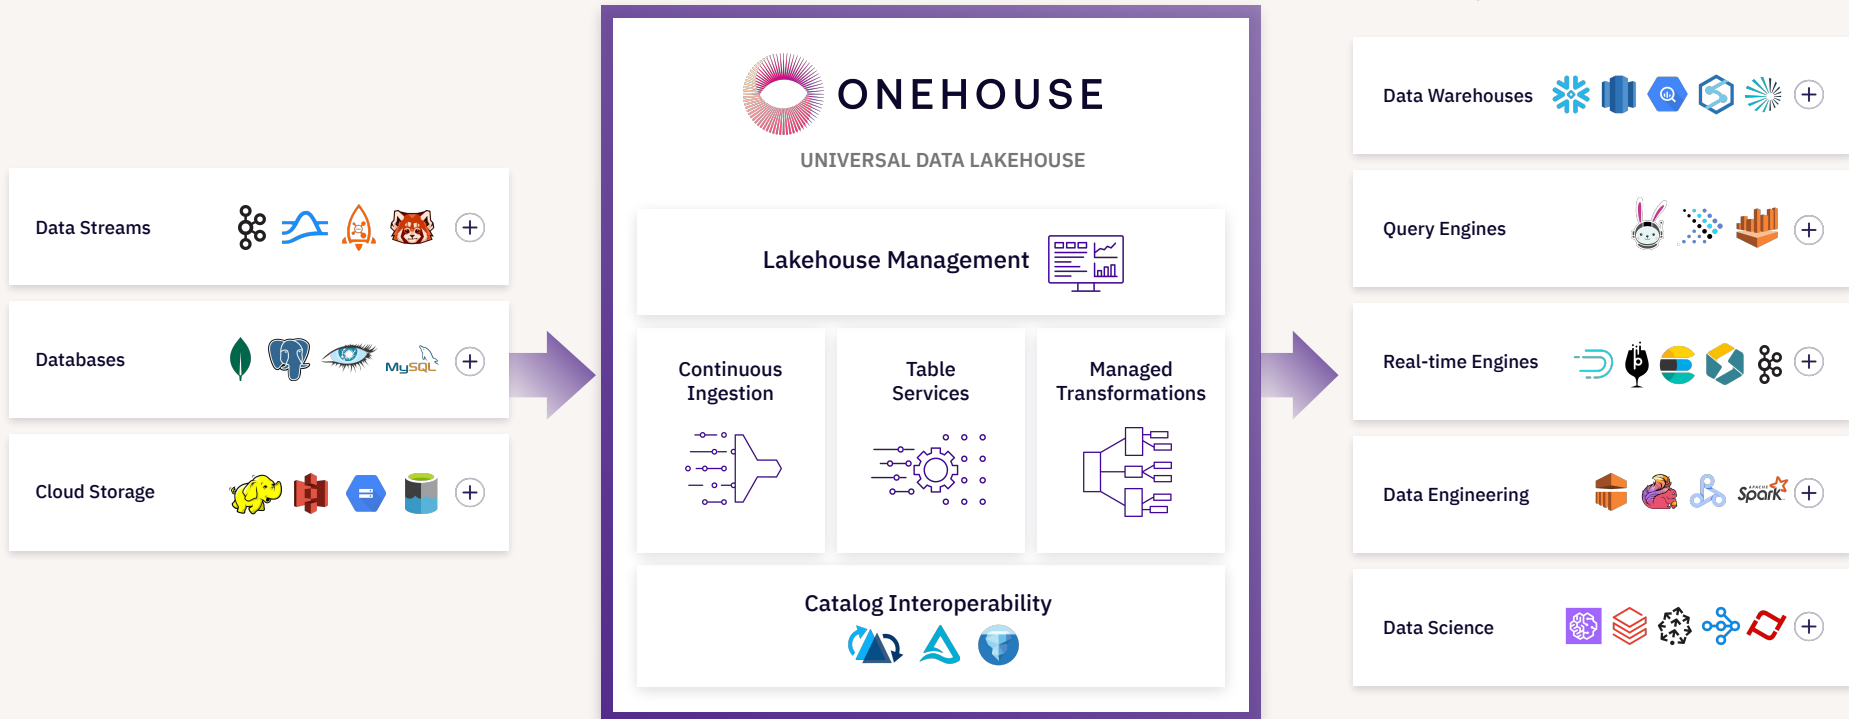 ONEHOUSE
UNIVERSAL DATA LAKEHOUSE
Data Streams
Databases
MySQL
Cloud Storage
Lakehouse Management
Continuous
Ingestion
Table
Services
Managed
Transformations
Catalog Interoperability
Data Warehouses
Query Engines
Real-time Engines
Data Engineering
APACHE
Spark
Data Science